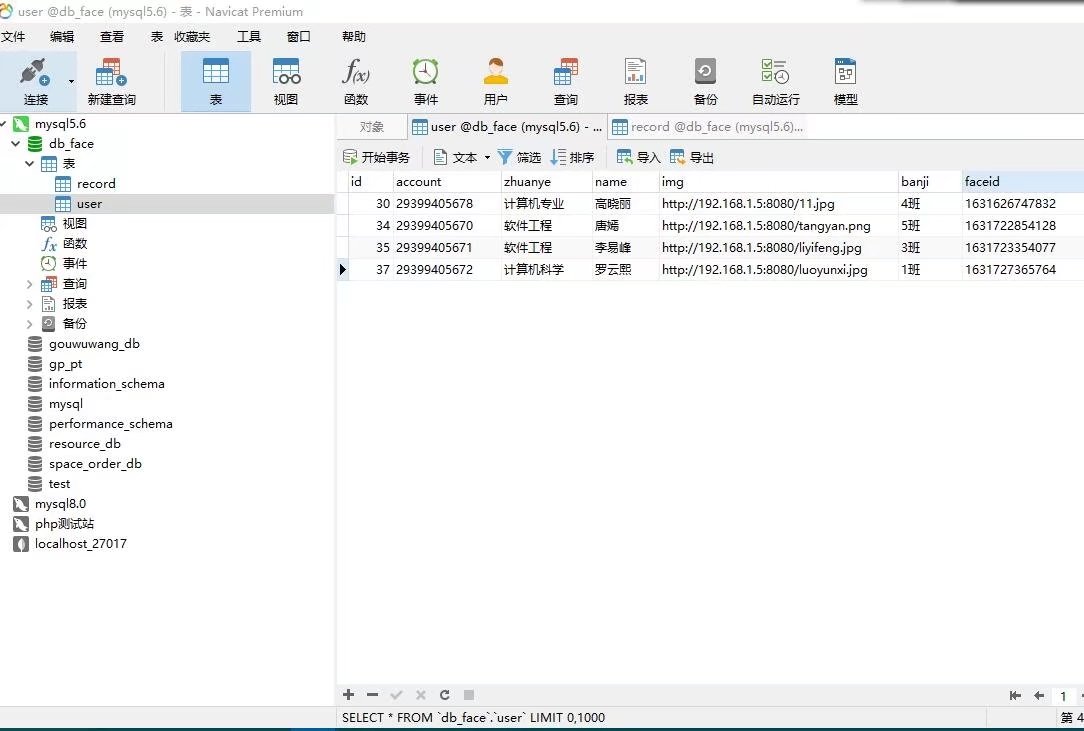 user @db_face (mysql5.6) - 表 - Navicat Premium
文件 编辑 查看 表 收藏夹 工具 窗口 帮助
连接 新建查询 表 视图 函数 事件 用户 查询 报表 备份 自动运行 模型
mysql5.6
db_face
表
record
user
视图
函数
事件
查询
报表
备份
gouwuwang_db
gp_pt
information_schema
mysql
performance_schema
resource_db
space_order_db
test
mysql8.0
php测试站
localhost_27017
对象 user @db_face (mysql5.6) - ... record @db_face (mysql5.6)...
开始事务 文本 筛选 排序 导入 导出
id account zhuanye name img banji faceid
30 29399405678 计算机专业 高晓丽 http://192.168.1.5:8080/11.jpg 4班 1631626747832
34 29399405670 软件工程 唐嫣 http://192.168.1.5:8080/tangyan.png 5班 1631722854128
35 29399405671 软件工程 李易峰 http://192.168.1.5:8080/liyifeng.jpg 3班 1631723354077
37 29399405672 计算机科学 罗云熙 http://192.168.1.5:8080/luoyunxi.jpg 1班 1631727365764
1
SELECT * FROM `db_face`.`user` LIMIT 0,1000 第 4